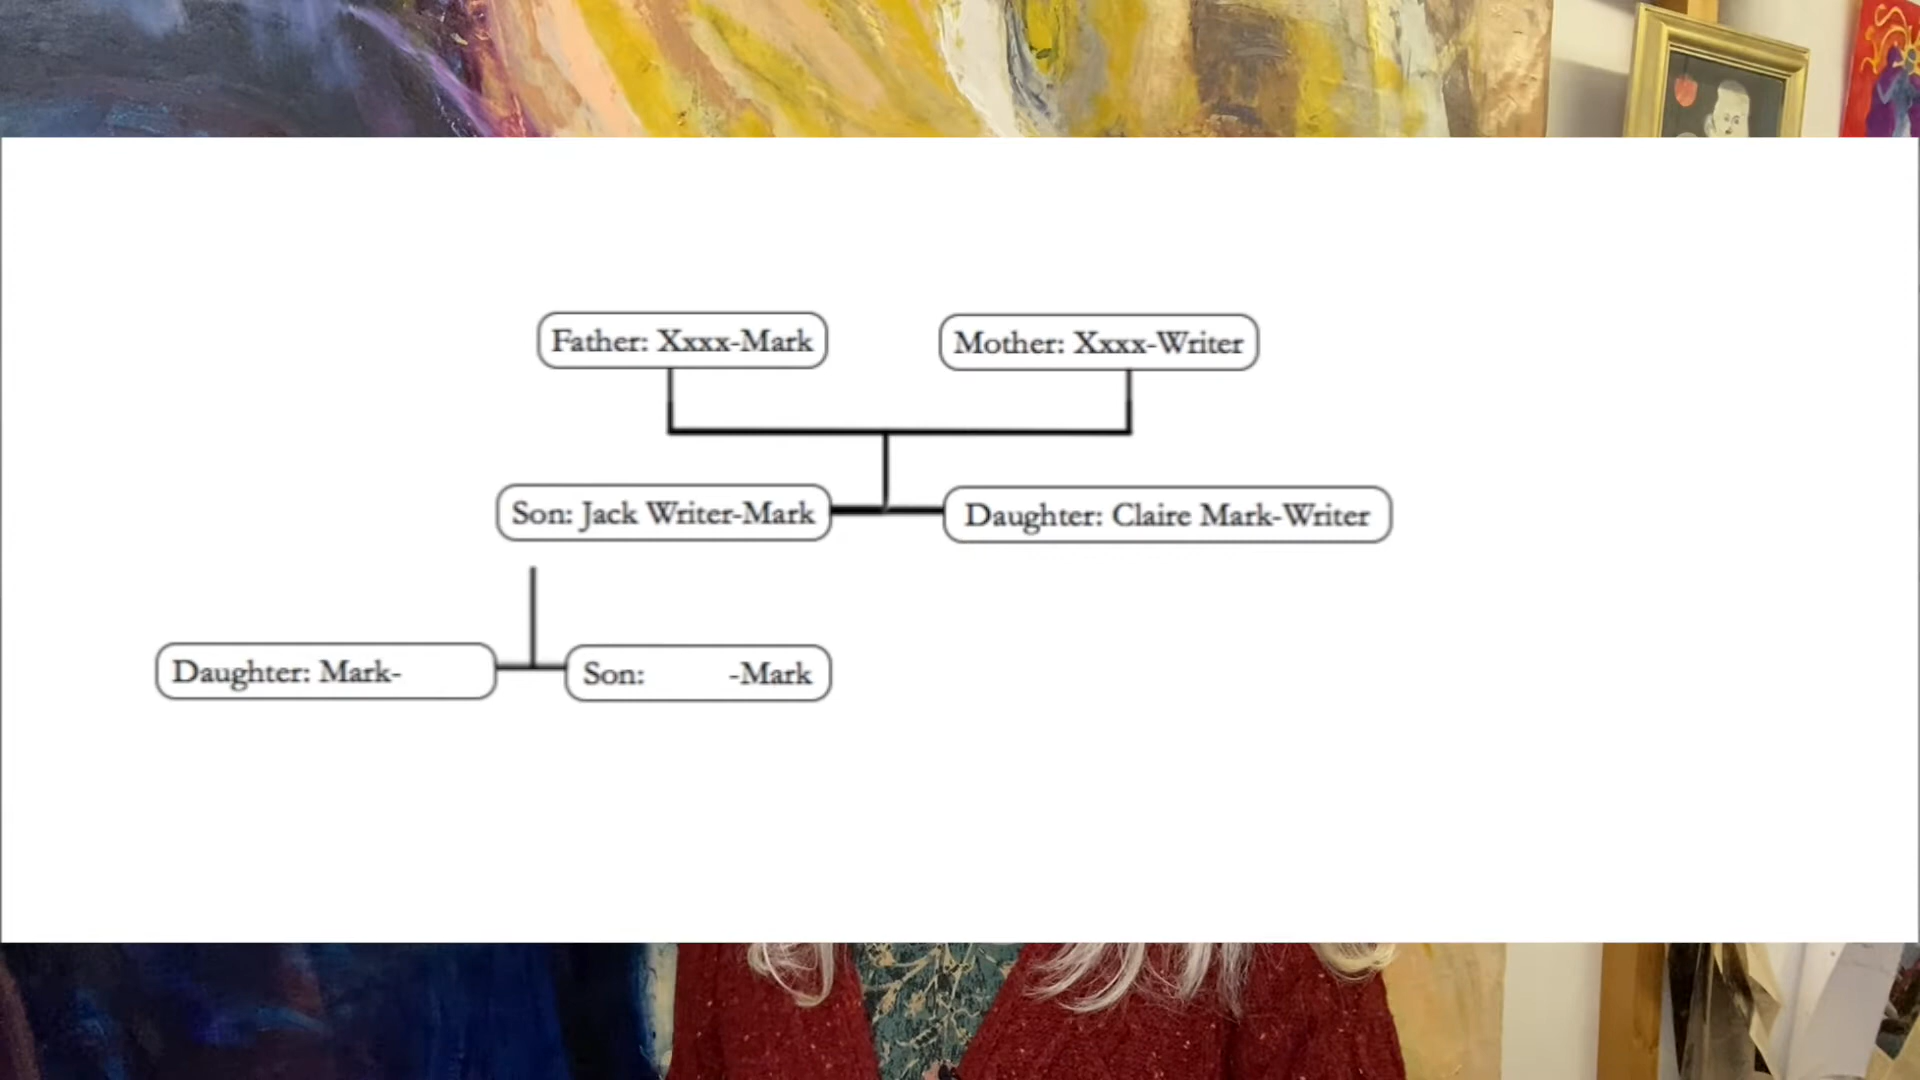 Father: Xxxx-Mark
Mother: Xxxx-Writer
Son: Jack Writer-Mark
Daughter: Claire Mark-Writer
Daughter: Mark-
Son: -Mark